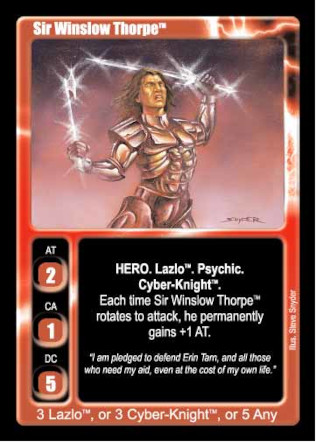 Sir Winslow Thorpe™
SNYDER
Illus. Steve Snyder
AT
2
CA
1
DC
5
HERO. Lazlo™. Psychic.
Cyber-Knight™.
Each time Sir Winslow Thorpe™
rotates to attack, he permanently
gains +1 AT.
"I am pledged to defend Erin Tarn, and all those
who need my aid, even at the cost of my own life."
3 Lazlo™, or 3 Cyber-Knight™, or 5 Any